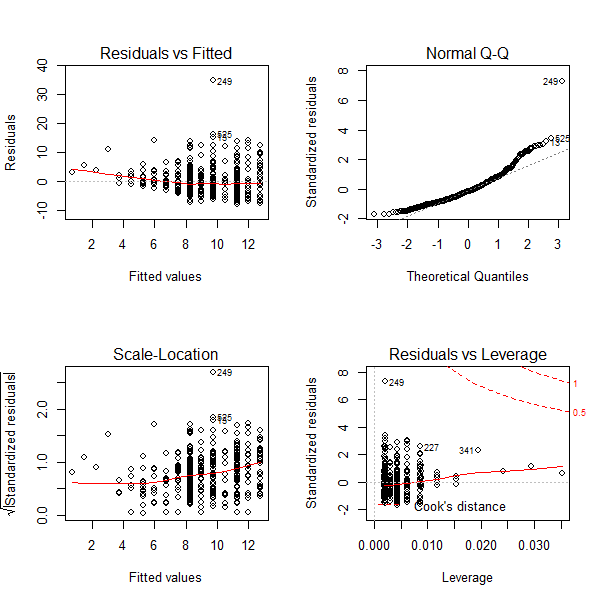 Residuals vs Fitted
Residuals
40
30
20
10
0
-10
249
525
2 4 6 8 10 12
Fitted values
Normal Q-Q
Standardized residuals
8
6
4
2
0
-2
249
525
-3 -2 -1 0 1 2 3
Theoretical Quantiles
Scale-Location
√|Standardized residuals|
2.0
1.0
0.0
249
525
2 4 6 8 10 12
Fitted values
Residuals vs Leverage
Standardized residuals
8
6
4
2
0
-2
249
227
341
1
0.5
Cook's distance
0.000 0.010 0.020 0.030
Leverage